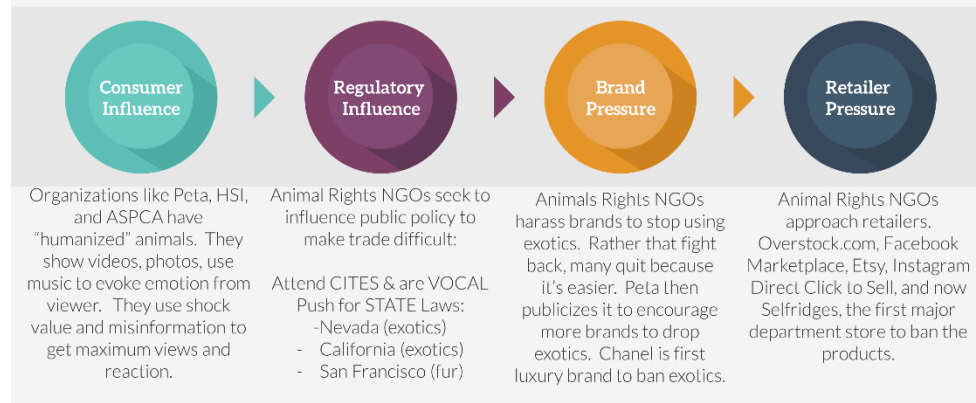 Consumer
Influence
Organizations like Peta, HSI,
and ASPCA have
“humanized” animals.  They
show videos, photos, use
music to evoke emotion from
viewer.  They use shock
value and misinformation to
get maximum views and
reaction.
Regulatory
Influence
Animal Rights NGOs seek to
influence public policy to
make trade difficult:
Attend CITES & are VOCAL
Push for STATE Laws:
-Nevada (exotics)
- California (exotics)
- San Francisco (fur)
Brand
Pressure
Animals Rights NGOs
harass brands to stop using
exotics.  Rather that fight
back, many quit because
it’s easier.  Peta then
publicizes it to encourage
more brands to drop
exotics.  Chanel is first
luxury brand to ban exotics.
Retailer
Pressure
Animal Rights NGOs
approach retailers.
Overstock.com, Facebook
Marketplace, Etsy, Instagram
Direct Click to Sell, and now
Selfridges, the first major
department store to ban the
products.